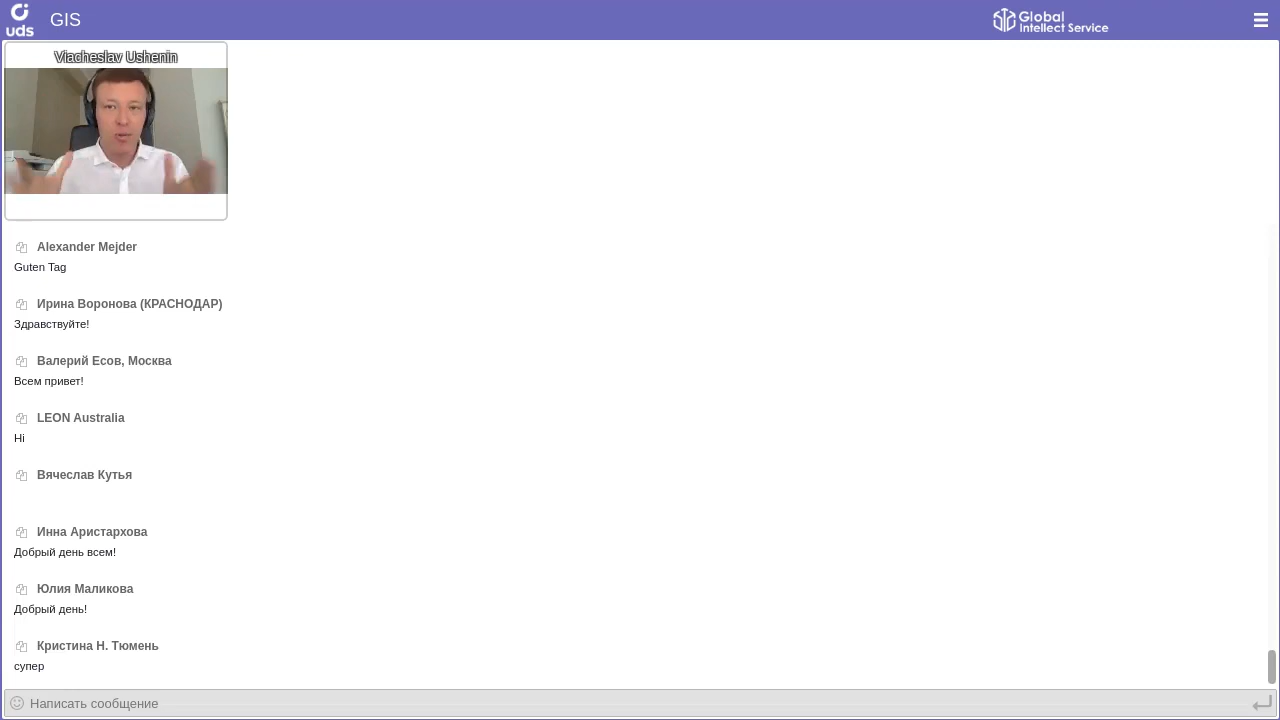 uds
GIS
Global
Intellect Service
Viacheslav Ushenin
Alexander Mejder
Guten Tag
Ирина Воронова (КРАСНОДАР)
Здравствуйте!
Валерий Есов, Москва
Всем привет!
LEON Australia
Hi
Вячеслав Кутья
Инна Аристархова
Добрый день всем!
Юлия Маликова
Добрый день!
Кристина Н. Тюмень
супер
Написать сообщение